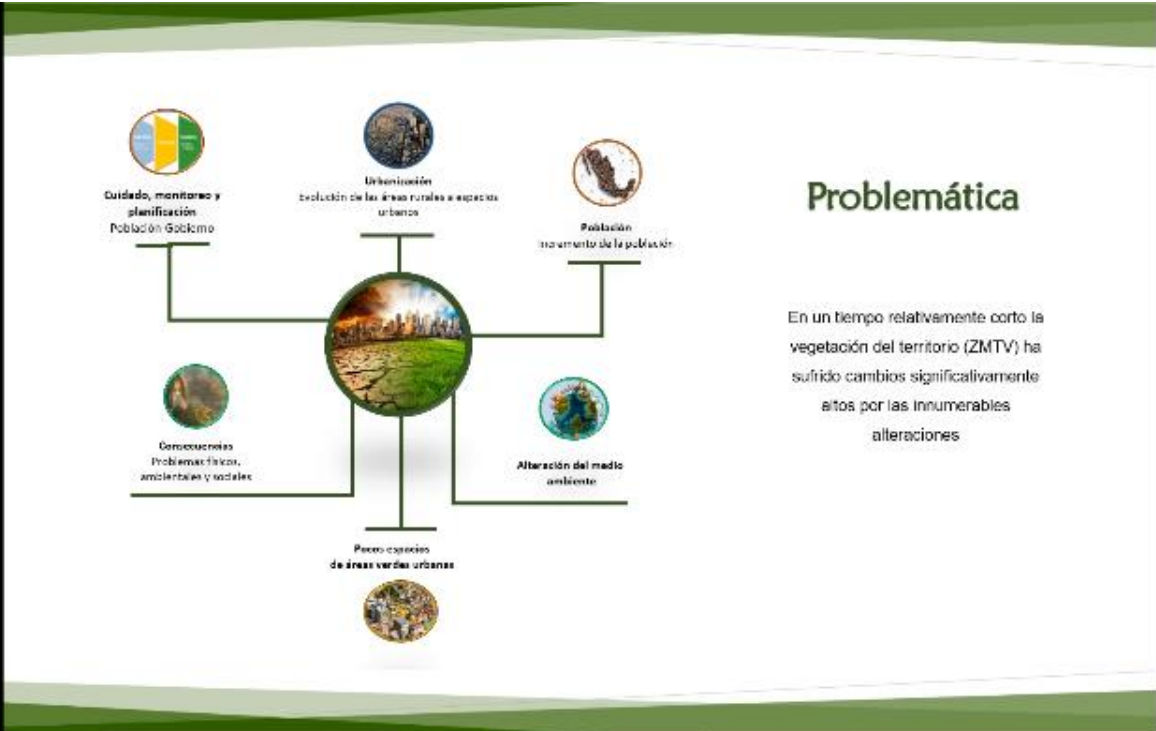 Cuidado, monitoreo y
planificación
Población-Gobierno
Urbanización
Evolución de las áreas rurales a espacios
urbanos
Población
Incremento de la población
Problemática
En un tiempo relativamente corto la
vegetación del territorio (ZMTV) ha
sufrido cambios significativamente
altos por las innumerables
alteraciones
Consecuencias
Problemas físicos,
ambientales y sociales
Alteración del medio
ambiente
Pocos espacios
de áreas verdes urbanas